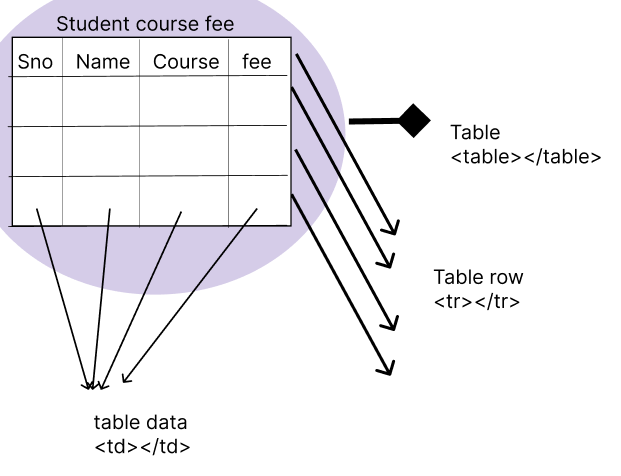 Student course fee
Sno Name Course fee
Table
<table></table>
Table row
<tr></tr>
table data
<td></td>